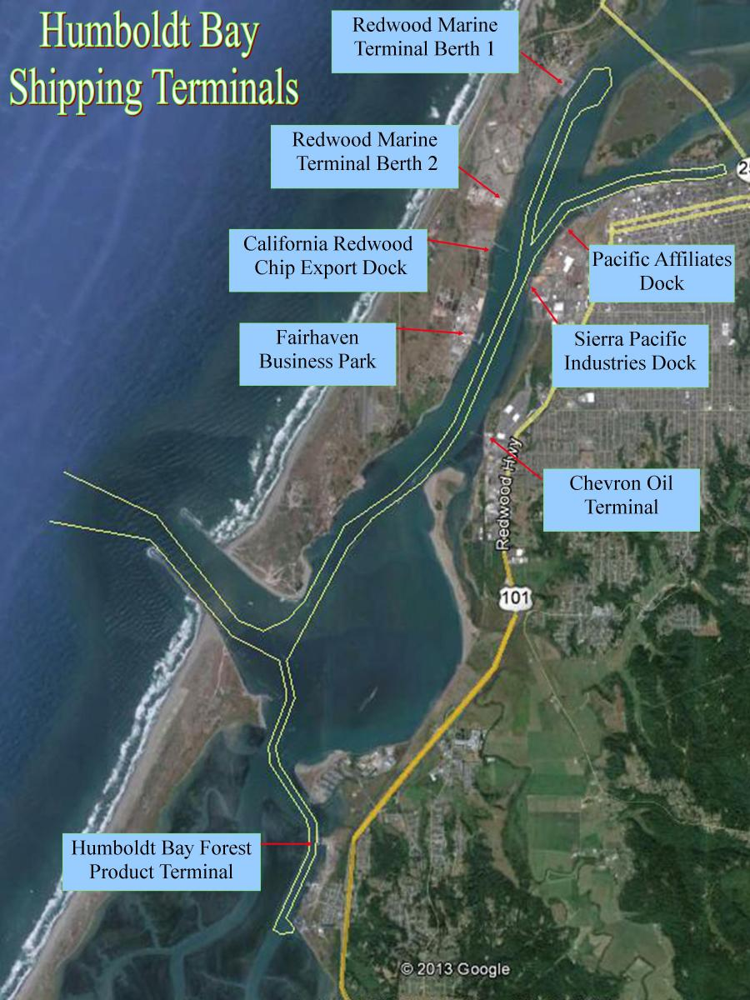 Humboldt Bay
Shipping Terminals
Redwood Marine
Terminal Berth 1
Redwood Marine
Terminal Berth 2
California Redwood
Chip Export Dock
Fairhaven
Business Park
Pacific Affiliates
Dock
Sierra Pacific
Industries Dock
Chevron Oil
Terminal
Redwood Hwy
101
Humboldt Bay Forest
Product Terminal
© 2013 Google